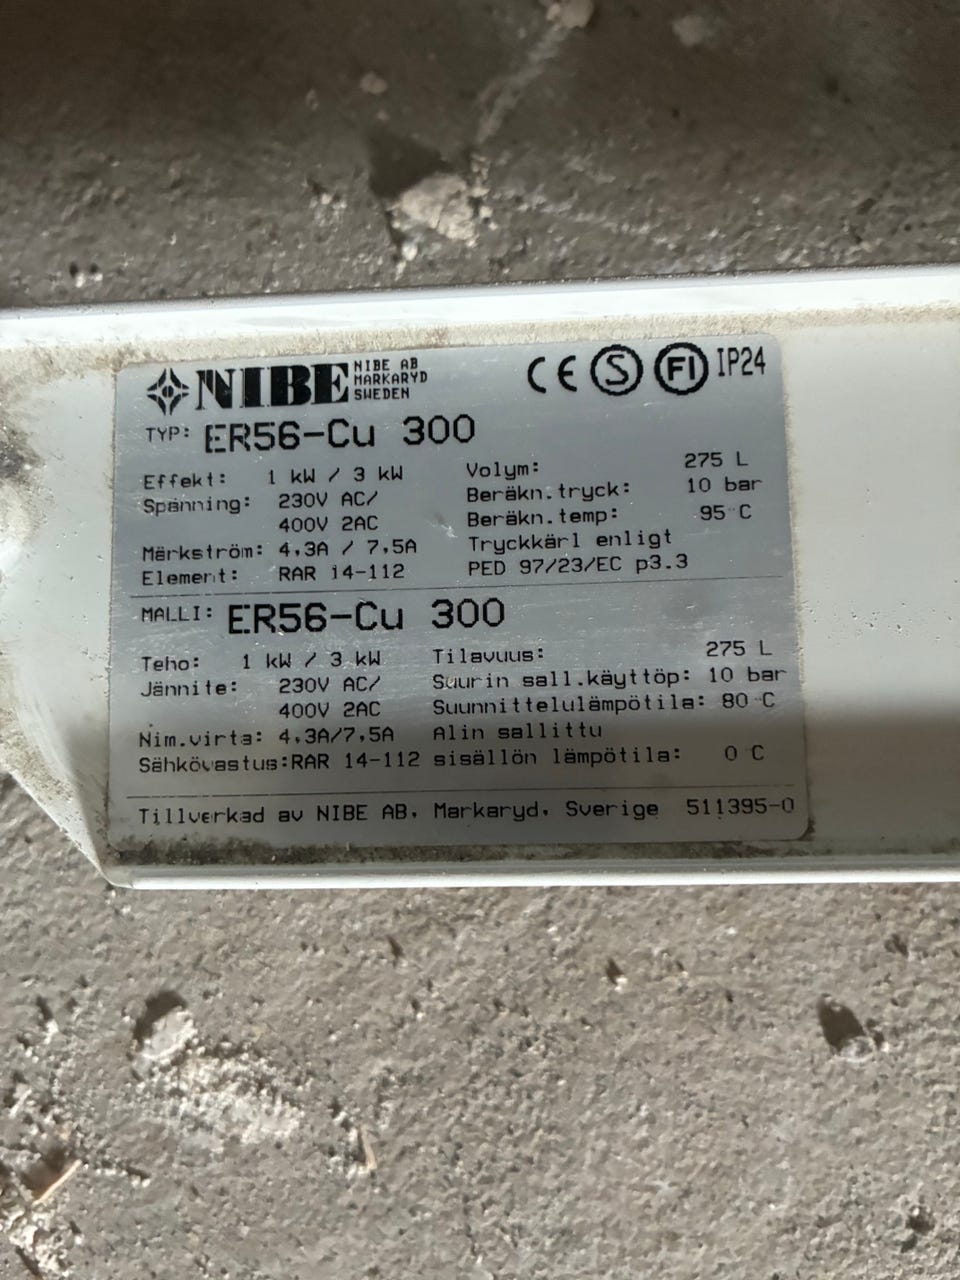 NIBE NIBE AB MARKARYD SWEDEN CE S FI IP24
TYP: ER56-Cu 300
Effekt: 1 kW / 3 kW Volym: 275 L
Spänning: 230V AC/ Beräkn.tryck: 10 bar
400V 2AC Beräkn.temp: 95°C
Märkström: 4,3A / 7,5A Tryckkärl enligt
Element: RAR 14-112 PED 97/23/EC p3.3
MALLI: ER56-Cu 300
Teho: 1 kW / 3 kW Tilavuus: 275 L
Jännite: 230V AC/ Suurin sall.käyttöp: 10 bar
400V 2AC Suunnittelulämpötila: 80°C
Nim.virta: 4,3A/7,5A Alin sallittu
Sähkövastus:RAR 14-112 sisällön lämpötila: 0°C
Tillverkad av NIBE AB, Markaryd, Sverige 511395-0